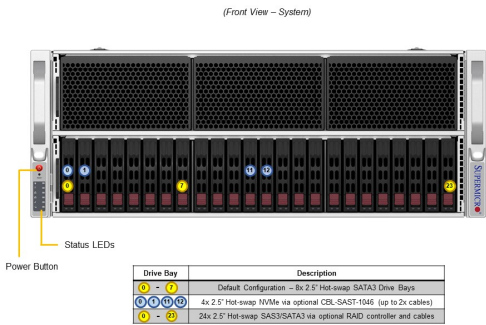 (Front View – System)
0 1 11 12
0 7 23
SUPERMICRO
Status LEDs
Power Button
Drive Bay Description
0 - 7 Default Configuration – 8x 2.5" Hot-swap SATA3 Drive Bays
0 1 11 12 4x 2.5" Hot-swap NVMe via optional CBL-SAST-1046 (up to 2x cables)
0 - 23 24x 2.5" Hot-swap SAS3/SATA3 via optional RAID controller and cables